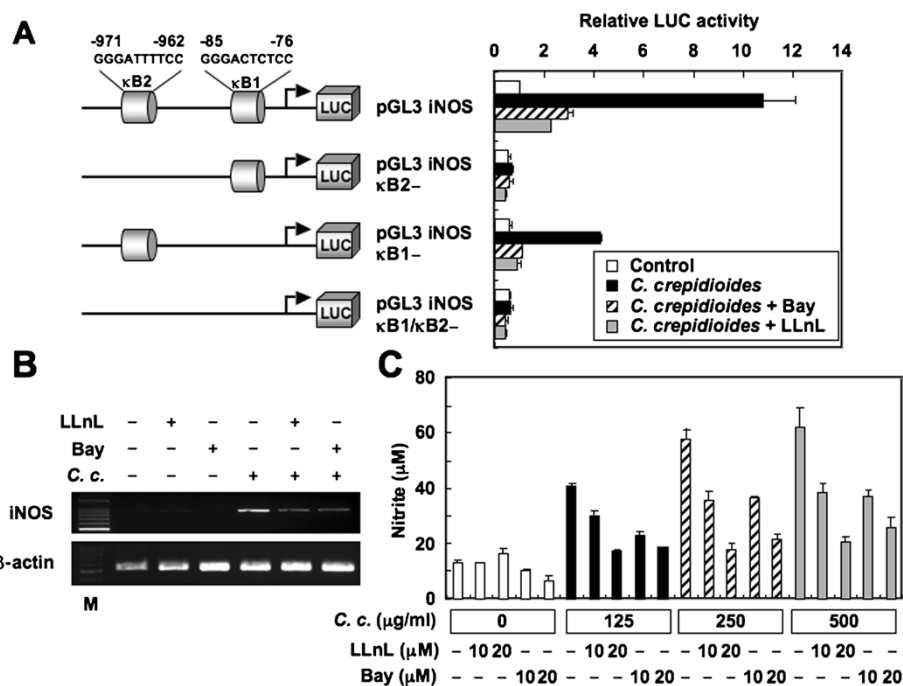 A
-971 -962 -85 -76
GGGATTTTCC GGGACTCTCC
κB2 κB1
LUC pGL3 iNOS
LUC pGL3 iNOS
κB2–
LUC pGL3 iNOS
κB1–
LUC pGL3 iNOS
κB1/κB2–
Relative LUC activity
0 2 4 6 8 10 12 14
Control
C. crepidioides
C. crepidioides + Bay
C. crepidioides + LLnL
B
LLnL – + – – + –
Bay – – + – – +
C. c. – – – + + +
iNOS
β-actin
M
C
80
60
40
20
0
Nitrite (μM)
C. c. (μg/ml) 0 125 250 500
LLnL (μM) – 10 20 – – – 10 20 – – – 10 20 – – – 10 20 – –
Bay (μM) – – – 10 20 – – – 10 20 – – – 10 20 – – – 10 20